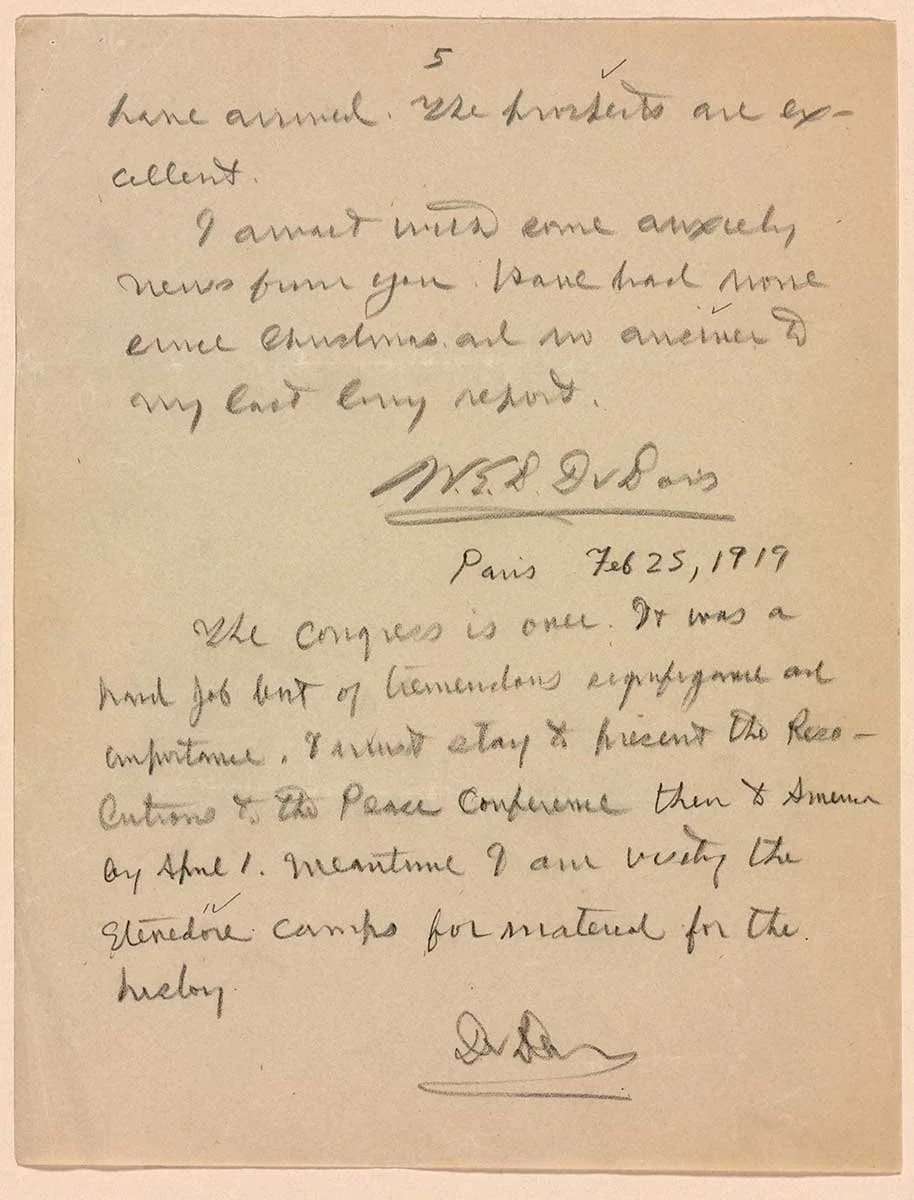 5
have arrived. The prospects are ex-
cellent.
I await with some anxiety
news from you. Have had none
since Christmas and no answer to
my last long report.
W.E.B. Du Bois
Paris Feb 25, 1919
The Congress is over. It was a
hard job but of tremendous significance and
importance. I must stay to present the Reso-
lutions to the Peace Conference then to America
by April 1. Meantime I am visiting the
Stevedore camps for material for the
history.
Du Bois